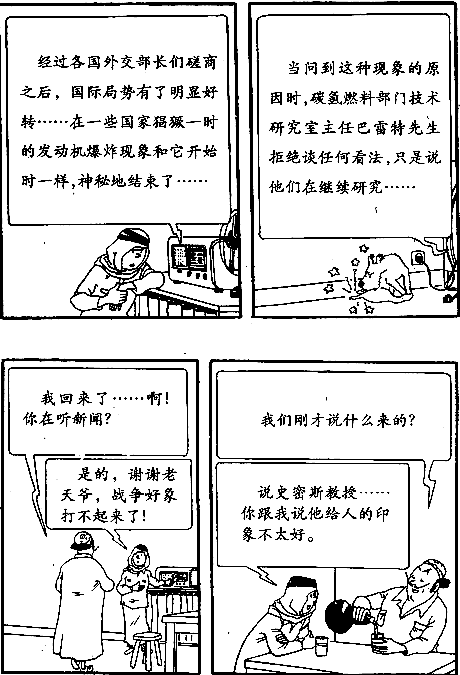 经过各国外交部长们磋商
之后，国际局势有了明显好
转……在一些国家猖獗一时
的发动机爆炸现象和它开始
时一样，神秘地结束了……
当问到这种现象的原
因时，碳氢燃料部门技术
研究室主任巴雷特先生
拒绝谈任何看法，只是说
他们在继续研究……
我回来了……啊！
你在听新闻？
是的，谢谢老
天爷，战争好象
打不起来了！
我们刚才说什么来的？
说史密斯教授……
你跟我说他给人的印
象不太好。